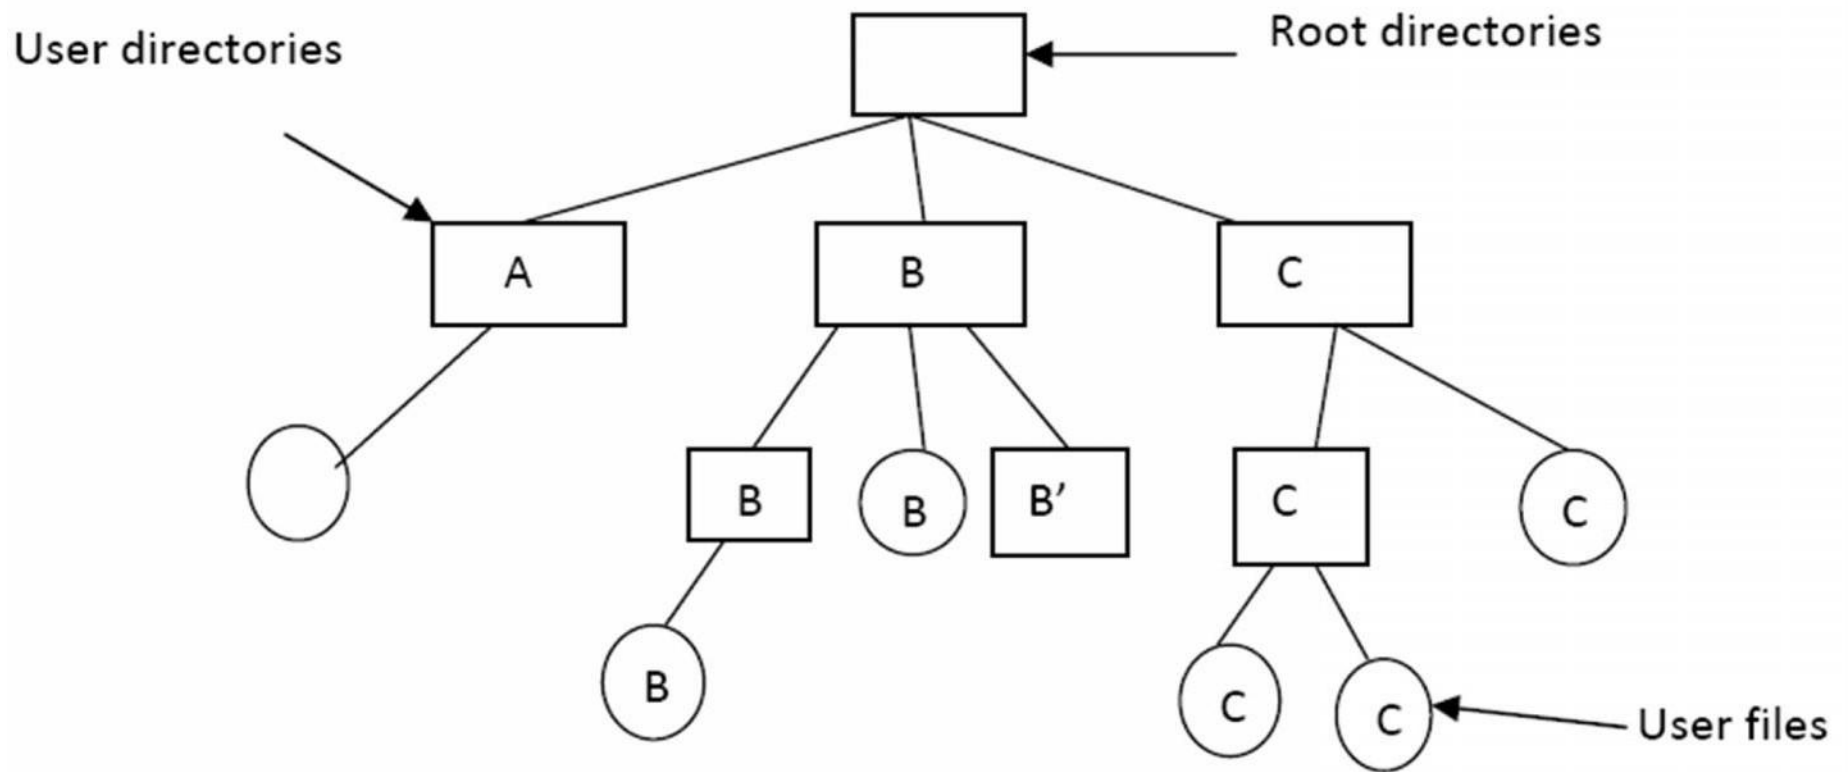 User directories
Root directories
A
B
C
B
B
B’
C
C
B
C
C
User files